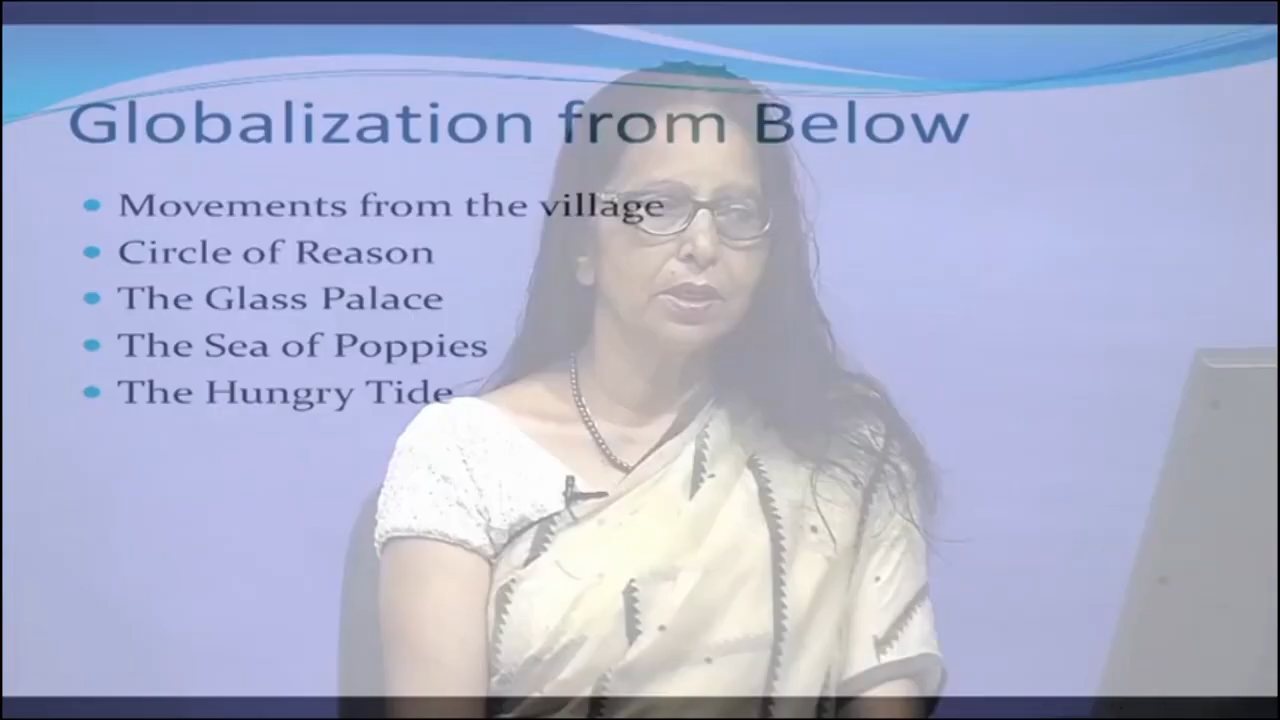 Globalization from Below
Movements from the village
Circle of Reason
The Glass Palace
The Sea of Poppies
The Hungry Tide